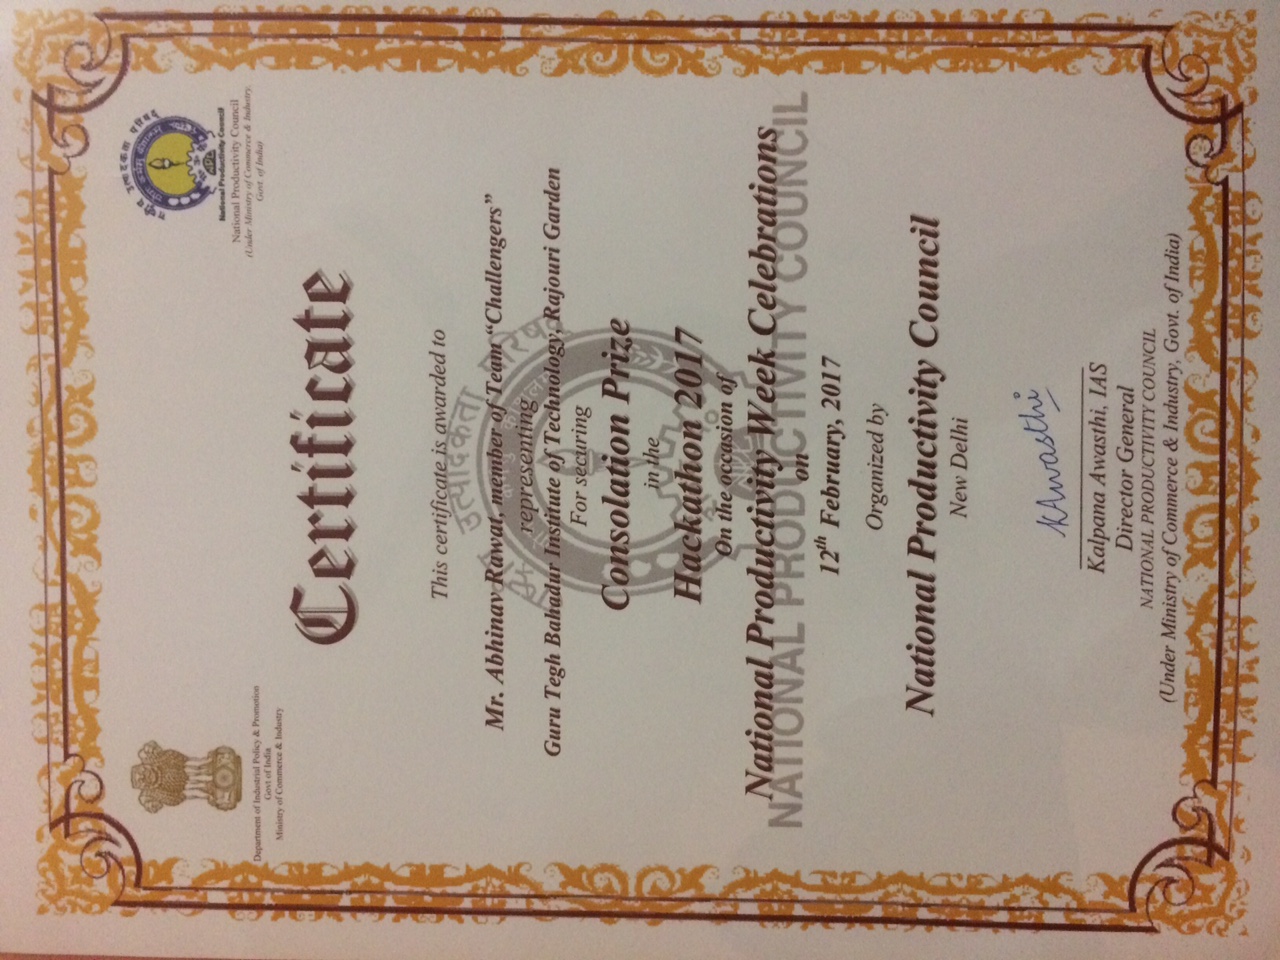 Department of Industrial Policy & Promotion
Govt of India
Ministry of Commerce & Industry
राष्ट्रीय उत्पादकता परिषद
National Productivity Council
National Productivity Council
(Under Ministry of Commerce & Industry,
Govt. of India)
Certificate
This certificate is awarded to
राष्ट्रीय उत्पादकता परिषद
Mr. Abhinav Rawat, member of Team “Challengers”
representing
Guru Tegh Bahadur Institute of Technology, Rajouri Garden
For securing
Consolation Prize
in the
Hackathon 2017
On the occasion of
National Productivity Week Celebrations
NATIONAL PRODUCTIVITY COUNCIL
on
12th February, 2017
Organized by
National Productivity Council
New Delhi
KAwasthi
Kalpana Awasthi, IAS
Director General
NATIONAL PRODUCTIVITY COUNCIL
(Under Ministry of Commerce & Industry, Govt. of India)